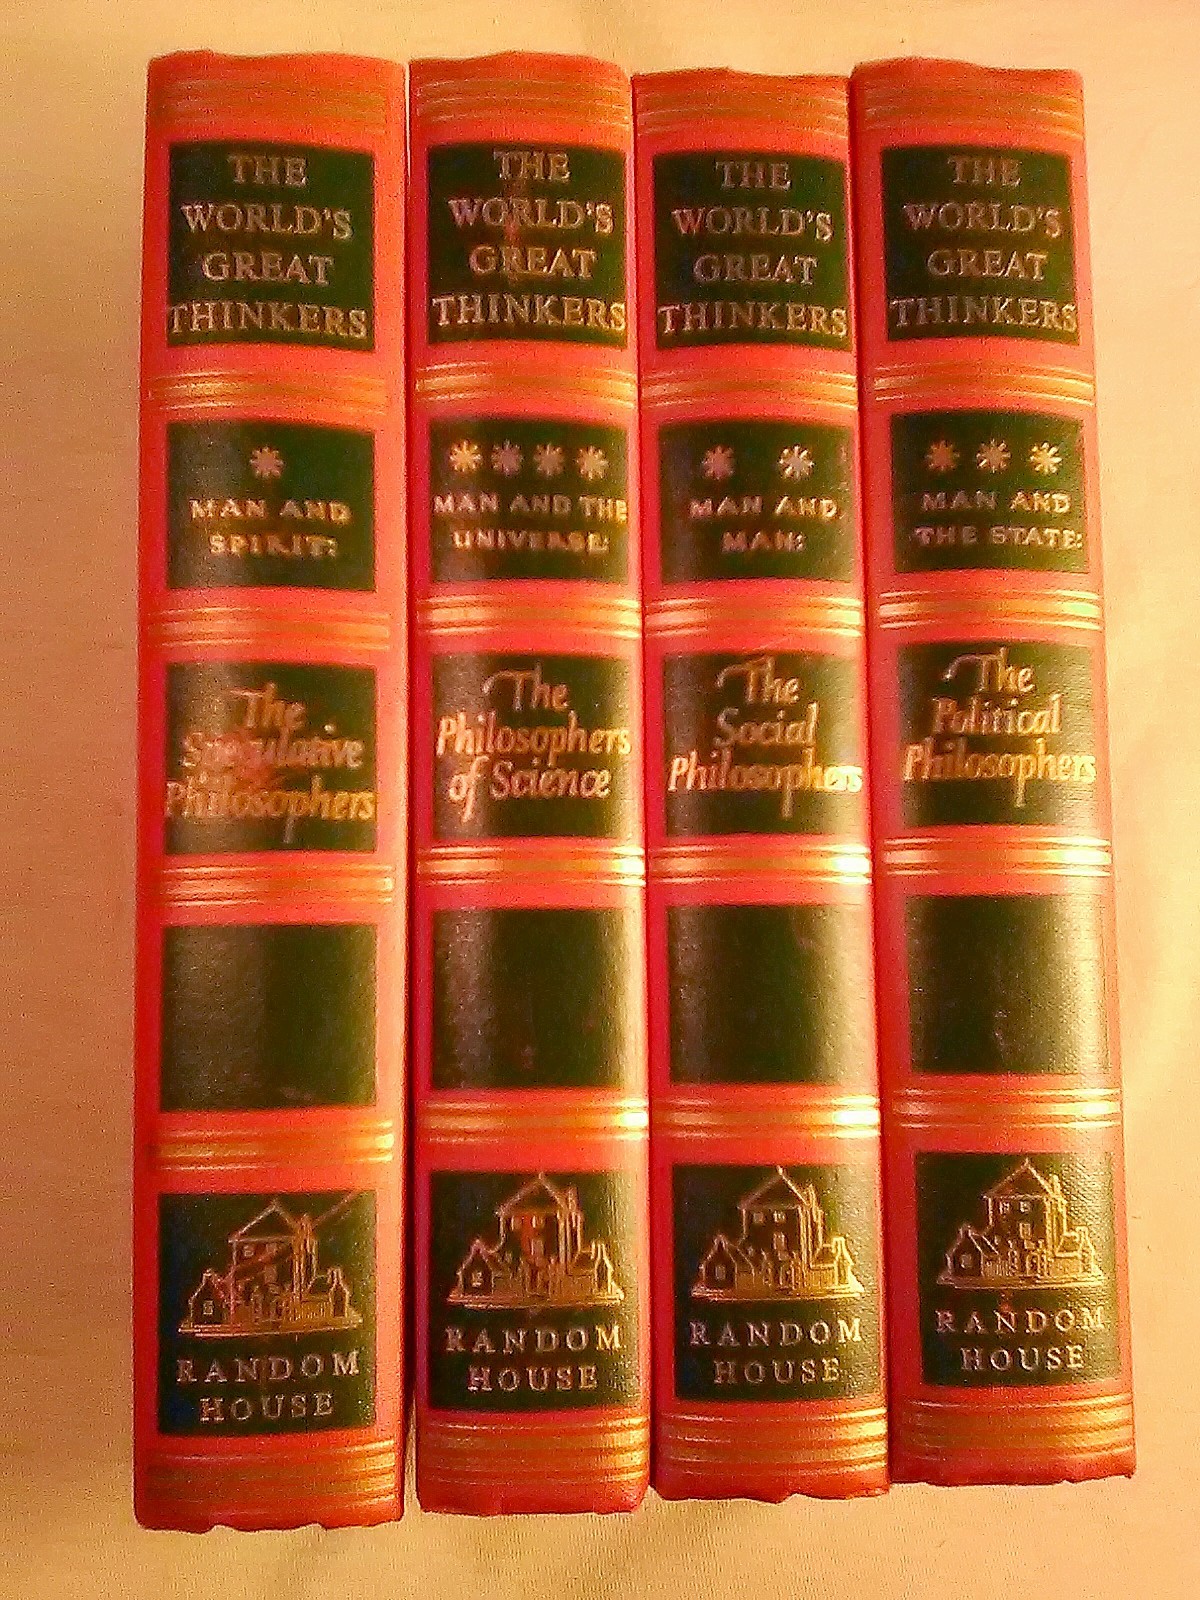 THE
WORLD'S
GREAT
THINKERS
*
MAN AND
SPIRIT:
The
Speculative
Philosophers
RANDOM
HOUSE
THE
WORLD'S
GREAT
THINKERS
* * * *
MAN AND THE
UNIVERSE:
The
Philosophers
of Science
RANDOM
HOUSE
THE
WORLD'S
GREAT
THINKERS
* *
MAN AND
MAN:
The
Social
Philosophers
RANDOM
HOUSE
THE
WORLD'S
GREAT
THINKERS
* * *
MAN AND
THE STATE:
The
Political
Philosophers
RANDOM
HOUSE